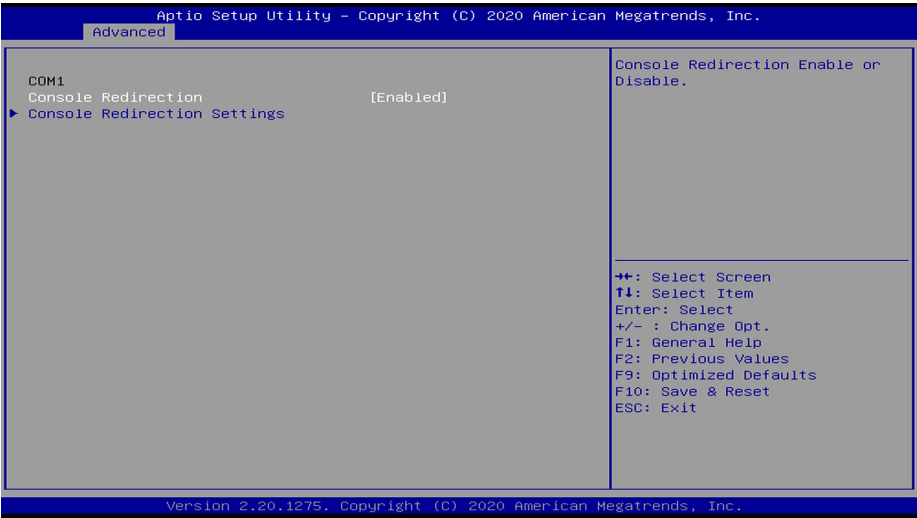 Aptio Setup Utility – Copyright (C) 2020 American Megatrends, Inc.
Advanced
COM1
Console Redirection [Enabled]
► Console Redirection Settings
Console Redirection Enable or
Disable.
→←: Select Screen
↑↓: Select Item
Enter: Select
+/- : Change Opt.
F1: General Help
F2: Previous Values
F9: Optimized Defaults
F10: Save & Reset
ESC: Exit
Version 2.20.1275. Copyright (C) 2020 American Megatrends, Inc.